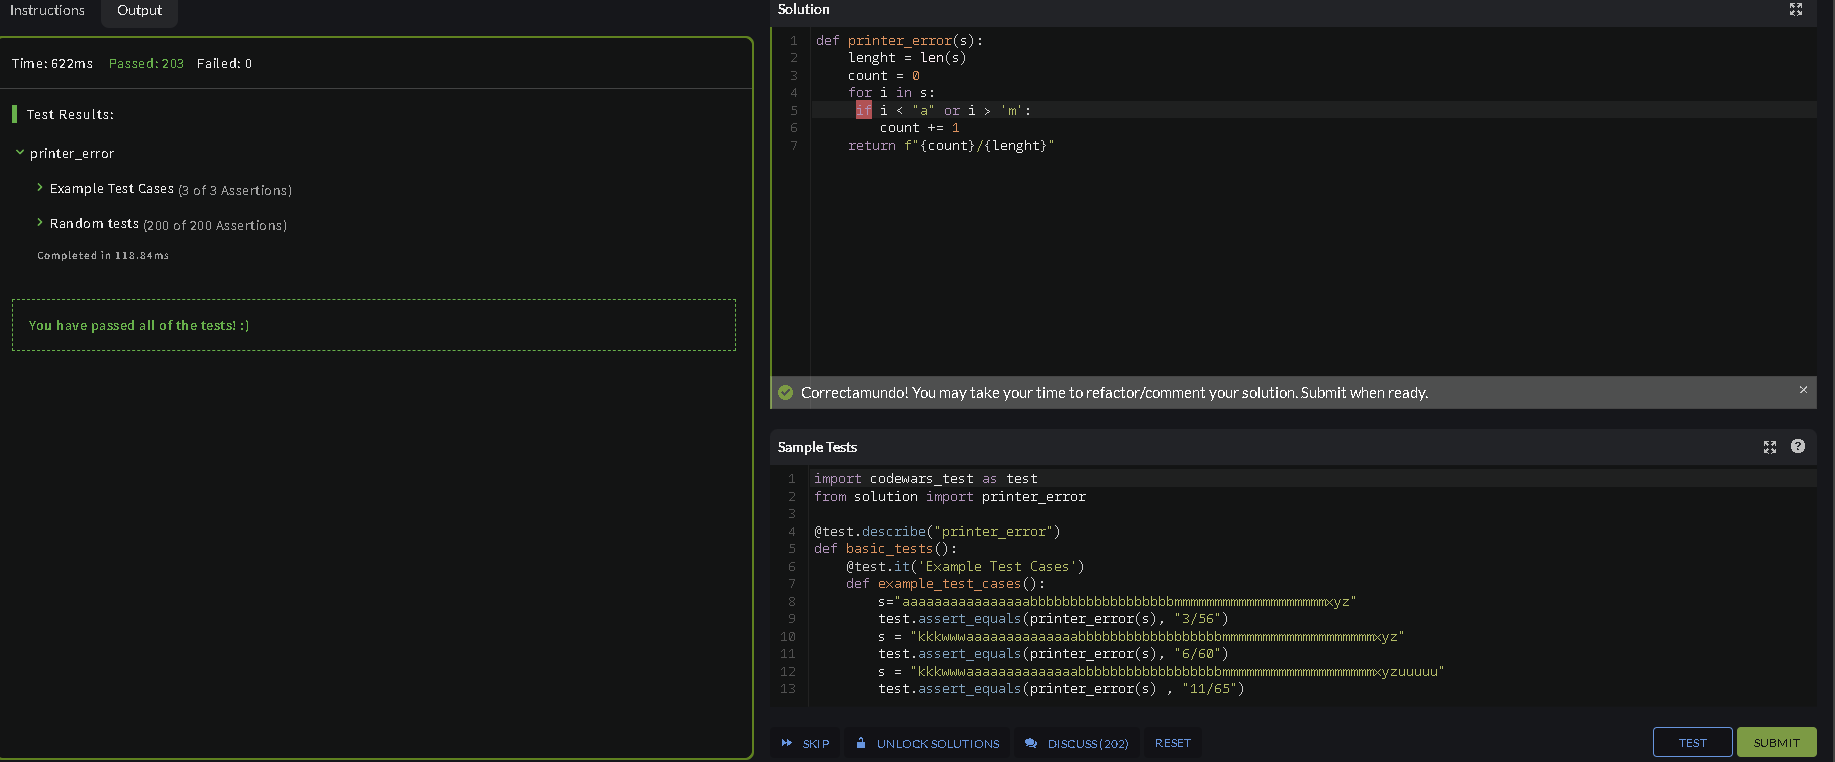 Instructions
Output
Time: 622ms Passed: 203 Failed: 0
Test Results:
printer_error
Example Test Cases (3 of 3 Assertions)
Random tests (200 of 200 Assertions)
Completed in 118.84ms
You have passed all of the tests! :)
Solution
1 def printer_error(s):
2     lenght = len(s)
3     count = 0
4     for i in s:
5      if i < "a" or i > 'm':
6         count += 1
7     return f"{count}/{lenght}"
Correctamundo! You may take your time to refactor/comment your solution. Submit when ready.
Sample Tests
1 import codewars_test as test
2 from solution import printer_error
3
4 @test.describe("printer_error")
5 def basic_tests():
6     @test.it('Example Test Cases')
7     def example_test_cases():
8         s="aaaaaaaaaaaaaaaabbbbbbbbbbbbbbbbbbmmmmmmmmmmmmmmmmmmmxyz"
9         test.assert_equals(printer_error(s), "3/56")
10         s = "kkkwwwaaaaaaaaaaaaaabbbbbbbbbbbbbbbbbbmmmmmmmmmmmmmmmmmmmxyz"
11         test.assert_equals(printer_error(s), "6/60")
12         s = "kkkwwwaaaaaaaaaaaaaabbbbbbbbbbbbbbbbbbmmmmmmmmmmmmmmmmmmmxyzuuuuu"
13         test.assert_equals(printer_error(s) , "11/65")
SKIP
UNLOCK SOLUTIONS
DISCUSS (202)
RESET
TEST
SUBMIT